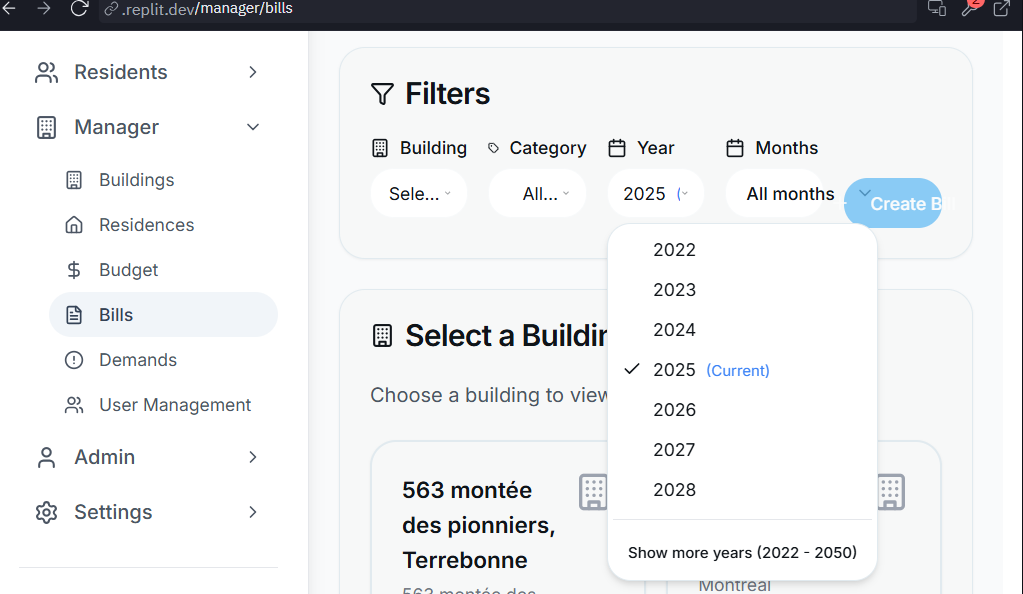 .replit.dev/manager/bills
2
Residents
Manager
Buildings
Residences
Budget
Bills
Demands
User Management
Admin
Settings
Filters
Building Category Year Months
Sele... All... 2025 ( All months Create B
2022
2023
2024
2025 (Current)
2026
2027
2028
Show more years (2022 - 2050)
Select a Buildin
Choose a building to view
563 montée
des pionniers,
Terrebonne
563 montée des
Montréal